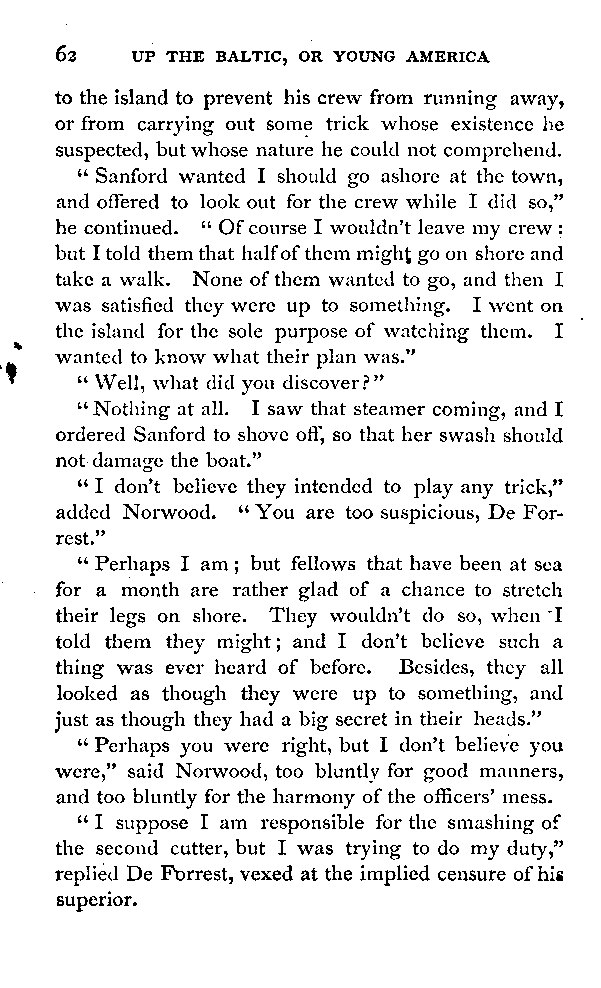 62 UP THE BALTIC, OR YOUNG AMERICA
to the island to prevent his crew from running away,
or from carrying out some trick whose existence he
suspected, but whose nature he could not comprehend.
“ Sanford wanted I should go ashore at the town,
and offered to look out for the crew while I did so,”
he continued. “ Of course I wouldn't leave my crew :
but I told them that half of them might go on shore and
take a walk. None of them wanted to go, and then I
was satisfied they were up to something. I went on
the island for the sole purpose of watching them. I
wanted to know what their plan was.”
“ Well, what did you discover?”
“ Nothing at all. I saw that steamer coming, and I
ordered Sanford to shove off, so that her swash should
not damage the boat.”
“ I don't believe they intended to play any trick,”
added Norwood. “ You are too suspicious, De For-
rest.”
“ Perhaps I am ; but fellows that have been at sea
for a month are rather glad of a chance to stretch
their legs on shore. They wouldn't do so, when I
told them they might ; and I don't believe such a
thing was ever heard of before. Besides, they all
looked as though they were up to something, and
just as though they had a big secret in their heads.”
“ Perhaps you were right, but I don't believe you
were,” said Norwood, too bluntly for good manners,
and too bluntly for the harmony of the officers' mess.
“ I suppose I am responsible for the smashing of
the second cutter, but I was trying to do my duty,”
replied De Forrest, vexed at the implied censure of his
superior.